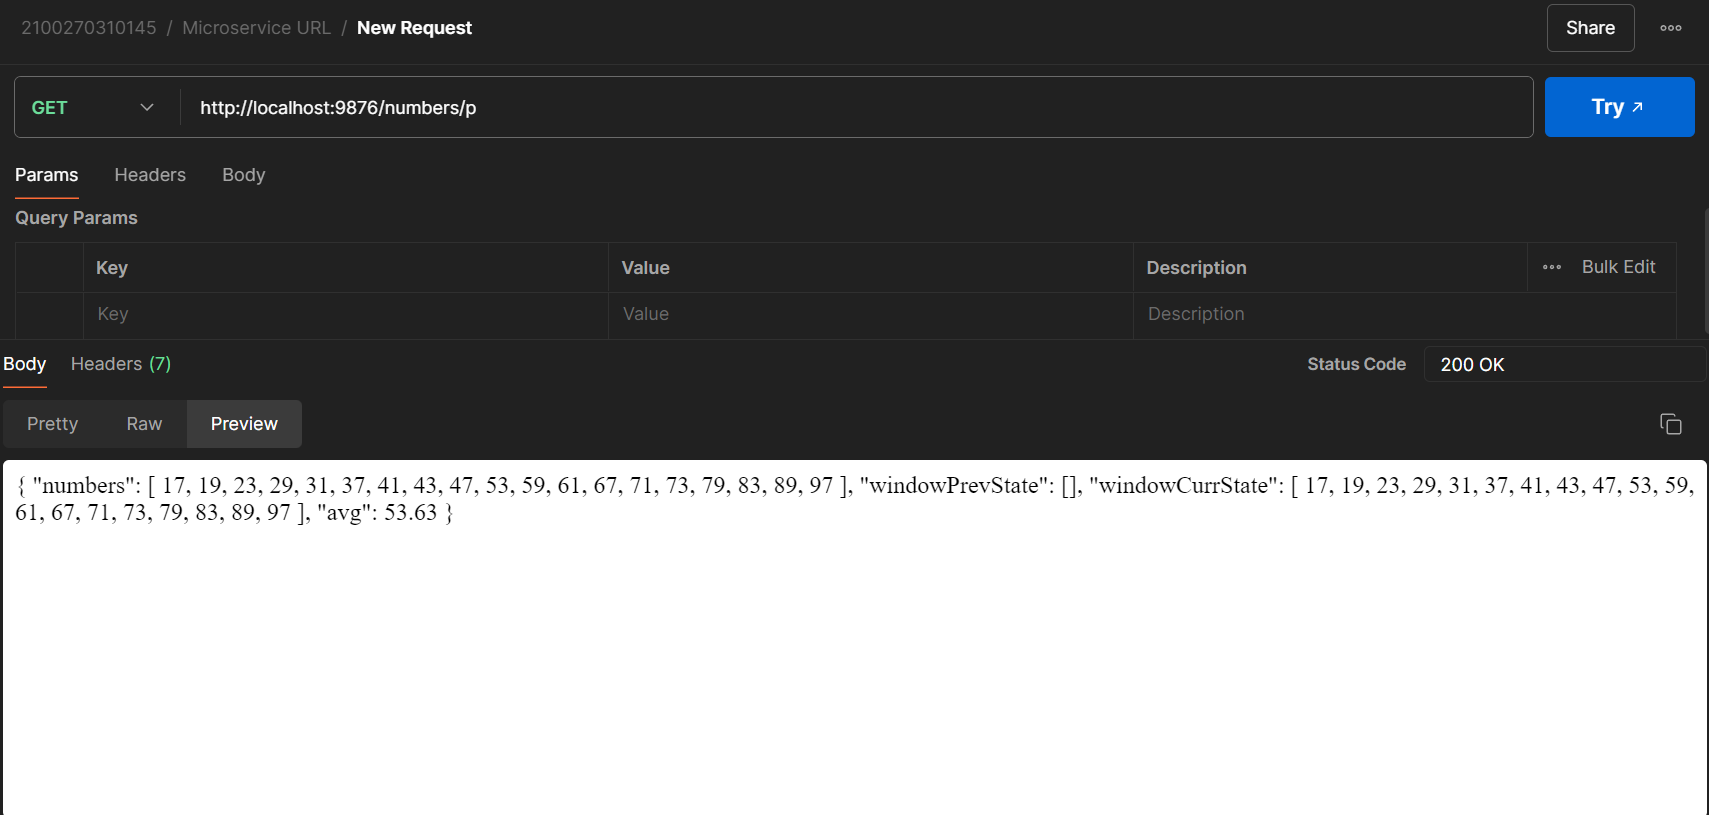 2100270310145 / Microservice URL / New Request
Share
GET
http://localhost:9876/numbers/p
Try
Params Headers Body
Query Params
Key Value Description Bulk Edit
Key Value Description
Body Headers (7)
Status Code 200 OK
Pretty Raw Preview
{ "numbers": [ 17, 19, 23, 29, 31, 37, 41, 43, 47, 53, 59, 61, 67, 71, 73, 79, 83, 89, 97 ], "windowPrevState": [], "windowCurrState": [ 17, 19, 23, 29, 31, 37, 41, 43, 47, 53, 59,
61, 67, 71, 73, 79, 83, 89, 97 ], "avg": 53.63 }